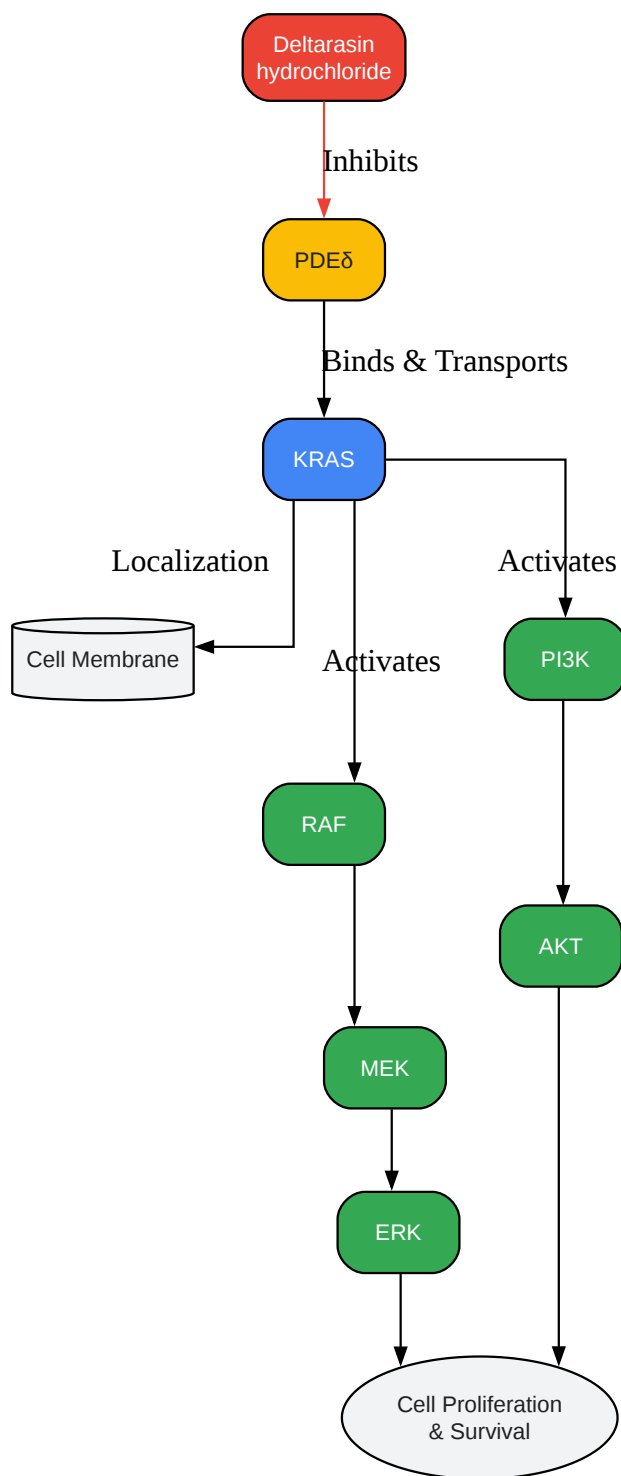 Deltarasin
hydrochloride
Inhibits
PDEδ
Binds & Transports
KRAS
Localization
Activates
Cell Membrane
Activates
PI3K
RAF
AKT
MEK
ERK
Cell Proliferation
& Survival